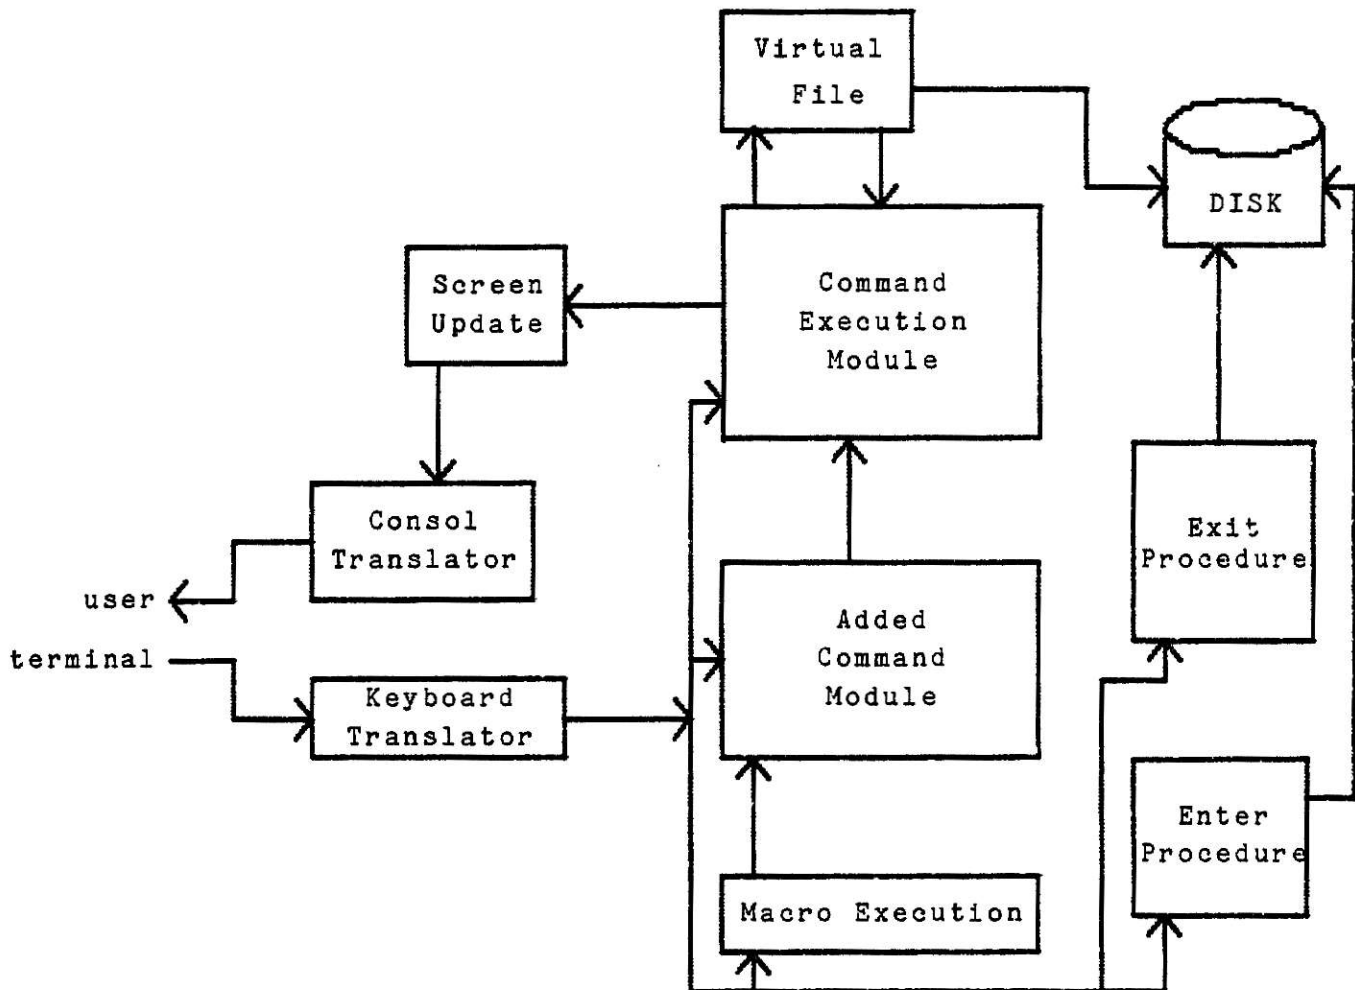 Virtual
File
DISK
Screen
Update
Command
Execution
Module
Consol
Translator
Exit
Procedure
user
terminal
Added
Command
Module
Keyboard
Translator
Enter
Procedure
Macro Execution